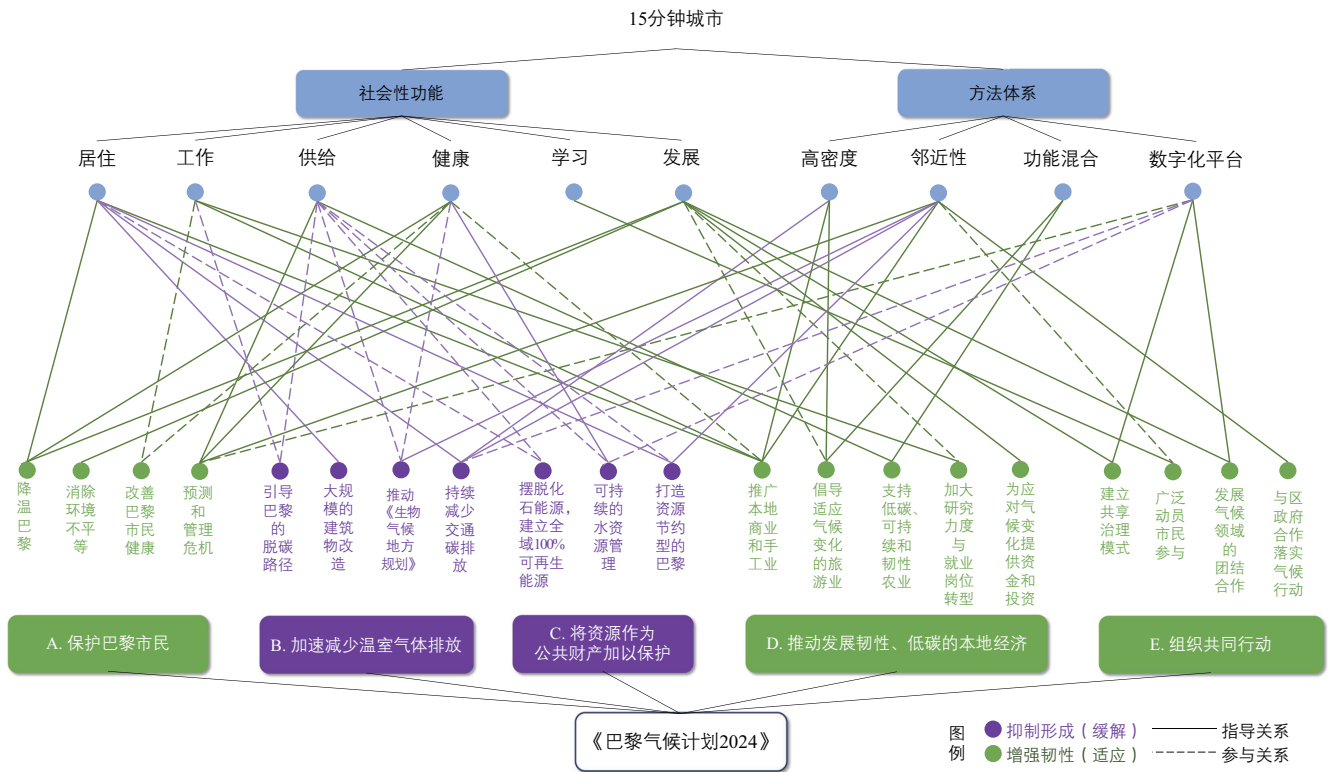 15分钟城市
社会性功能
方法体系
居住
工作
供给
健康
学习
发展
高密度
邻近性
功能混合
数字化平台
降
温
巴
黎
消除
环境
不平
等
改善
巴黎
市民
健康
预测
和
管理
危机
引导
巴黎
的
脱碳
路径
大规
模的
建筑
物改
造
推动
《生物
气候
地方
规划》
持续
减少
交通
碳排
放
摆脱化
石能源，
建立全
域100%
可再生
能源
可持
续的
水资
源管
理
打造
资源
节约
型的
巴黎
推广
本地
商业
和手
工业
倡导
适应
气候
变化
的旅
游业
支持
低碳、
可持
续和
韧性
农业
加大
研究
力度
与
就业
岗位
转型
为应
对气
候变
化提
供资
金和
投资
建立
共享
治理
模式
广泛
动员
市民
参与
发展
气候
领域
的
团结
合作
与区
政府
合作
落实
气候
行动
A. 保护巴黎市民
B. 加速减少温室气体排放
C. 将资源作为
公共财产加以保护
D. 推动发展韧性、低碳的本地经济
E. 组织共同行动
《巴黎气候计划2024》
图
例
抑制形成（缓解）
指导关系
增强韧性（适应）
参与关系